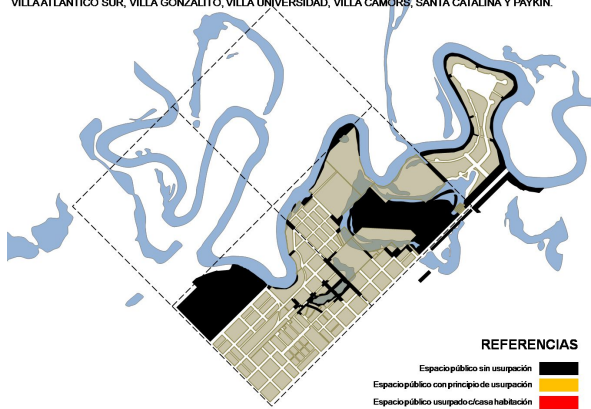 VILLA ATLANTICO SUR, VILLA GONZALITO, VILLA UNIVERSIDAD, VILLA CAMORS, SANTA CATALINA Y PAYKIN.
REFERENCIAS
Espacio público sin usurpación
Espacio público con principio de usurpación
Espacio público usurpado c/casa habitación